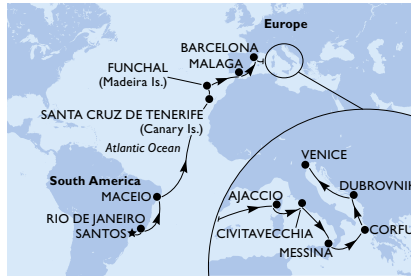 Europe
BARCELONA
MALAGA
FUNCHAL
(Madeira Is.)
SANTA CRUZ DE TENERIFE
(Canary Is.)
Atlantic Ocean
South America
MACEIO
RIO DE JANEIRO
SANTOS
VENICE
DUBROVNIK
AJACCIO
CIVITAVECCHIA
CORFU
MESSINA